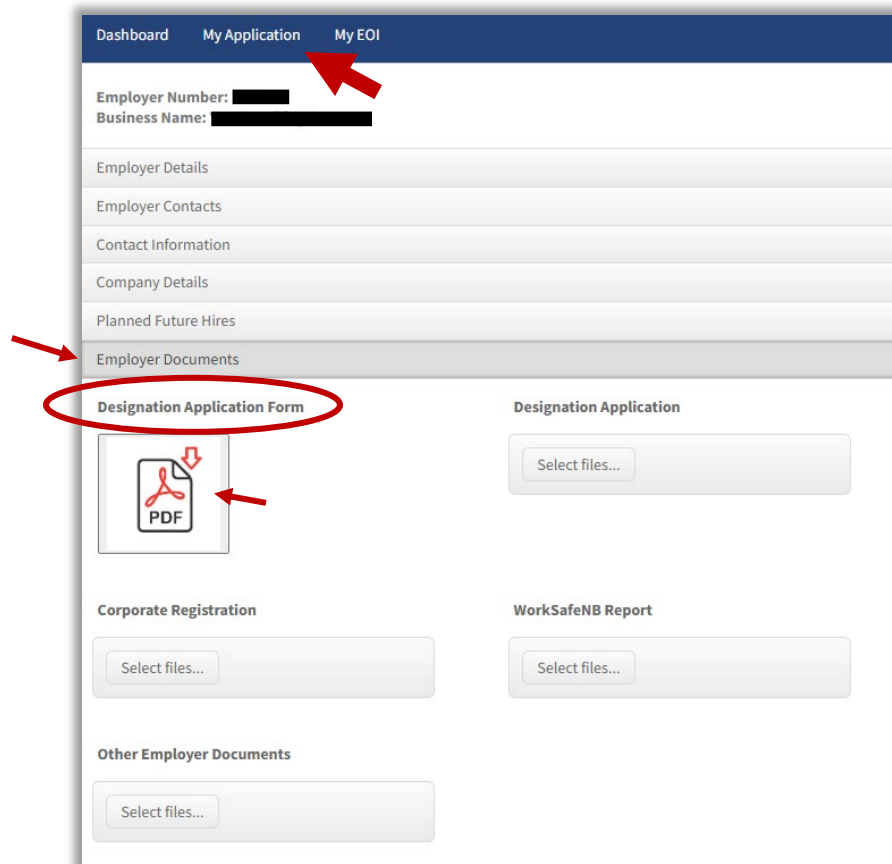 Dashboard My Application My EOI
Employer Number:
Business Name:
Employer Details
Employer Contacts
Contact Information
Company Details
Planned Future Hires
Employer Documents
Designation Application Form
Designation Application
PDF
Select files...
Corporate Registration
WorkSafeNB Report
Select files...
Select files...
Other Employer Documents
Select files...